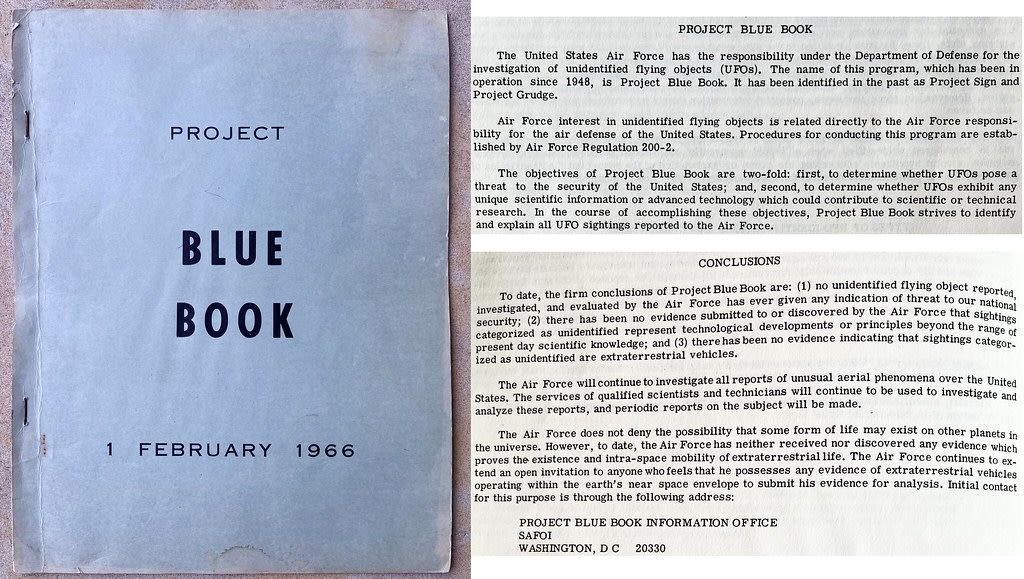 PROJECT
BLUE
BOOK
1 FEBRUARY 1966
PROJECT BLUE BOOK
The United States Air Force has the responsibility under the Department of Defense for the
investigation of unidentified flying objects (UFOs). The name of this program, which has been in
operation since 1948, is Project Blue Book. It has been identified in the past as Project Sign and
Project Grudge.
Air Force interest in unidentified flying objects is related directly to the Air Force responsi-
bility for the air defense of the United States. Procedures for conducting this program are estab-
lished by Air Force Regulation 200-2.
The objectives of Project Blue Book are two-fold: first, to determine whether UFOs pose a
threat to the security of the United States; and, second, to determine whether UFOs exhibit any
unique scientific information or advanced technology which could contribute to scientific or technical
research. In the course of accomplishing these objectives, Project Blue Book strives to identify
and explain all UFO sightings reported to the Air Force.
CONCLUSIONS
To date, the firm conclusions of Project Blue Book are: (1) no unidentified flying object reported,
investigated, and evaluated by the Air Force has ever given any indication of threat to our national
security; (2) there has been no evidence submitted to or discovered by the Air Force that sightings
categorized as unidentified represent technological developments or principles beyond the range of
present day scientific knowledge; and (3) there has been no evidence indicating that sightings categor-
ized as unidentified are extraterrestrial vehicles.
The Air Force will continue to investigate all reports of unusual aerial phenomena over the United
States. The services of qualified scientists and technicians will continue to be used to investigate and
analyze these reports, and periodic reports on the subject will be made.
The Air Force does not deny the possibility that some form of life may exist on other planets in
the universe. However, to date, the Air Force has neither received nor discovered any evidence which
proves the existence and intra-space mobility of extraterrestrial life. The Air Force continues to ex-
tend an open invitation to anyone who feels that he possesses any evidence of extraterrestrial vehicles
operating within the earth's near space envelope to submit his evidence for analysis. Initial contact
for this purpose is through the following address:
PROJECT BLUE BOOK INFORMATION OFFICE
SAFOI
WASHINGTON, D C 20330